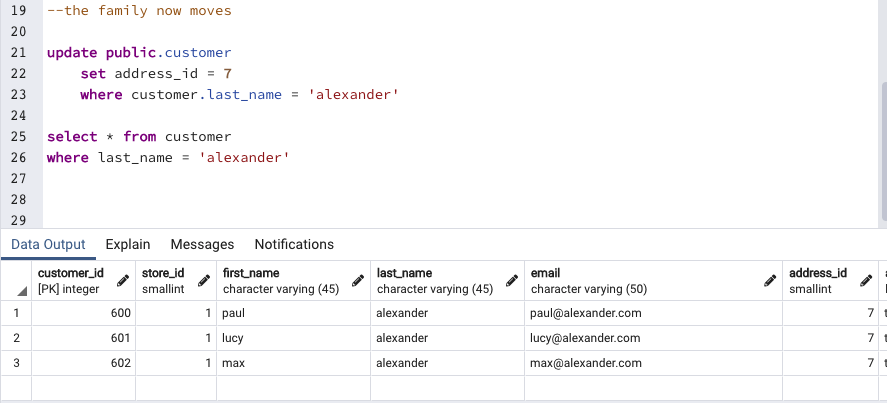 19 --the family now moves
20
21 update public.customer
22 set address_id = 7
23 where customer.last_name = 'alexander'
24
25 select * from customer
26 where last_name = 'alexander'
27
28
29
Data Output Explain Messages Notifications
customer_id store_id first_name last_name email address_id
[PK] integer smallint character varying (45) character varying (45) character varying (50) smallint
1 600 1 paul alexander paul@alexander.com 7
2 601 1 lucy alexander lucy@alexander.com 7
3 602 1 max alexander max@alexander.com 7